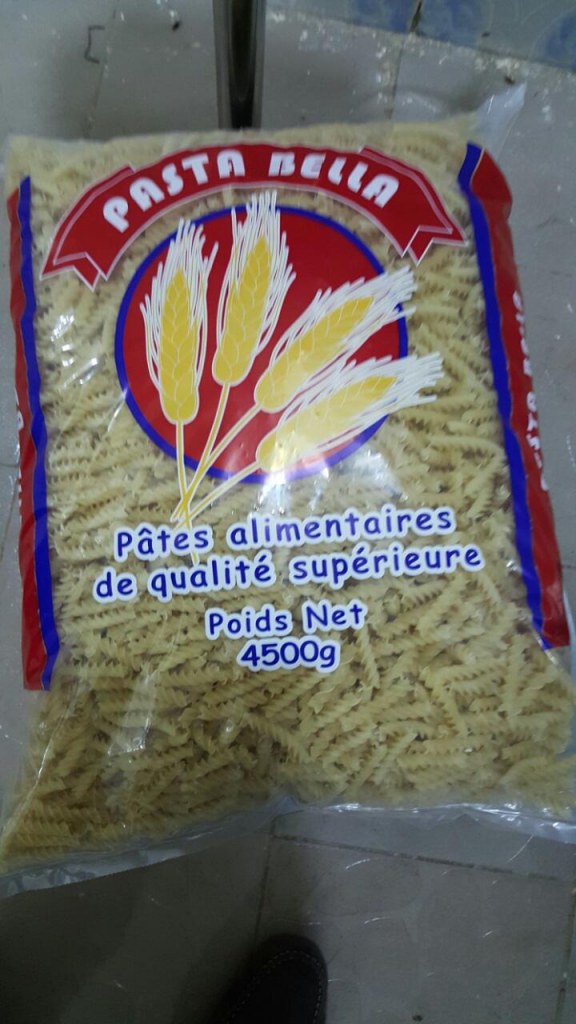 PASTA BELLA
Pâtes alimentaires
de qualité supérieure
Poids Net
4500g